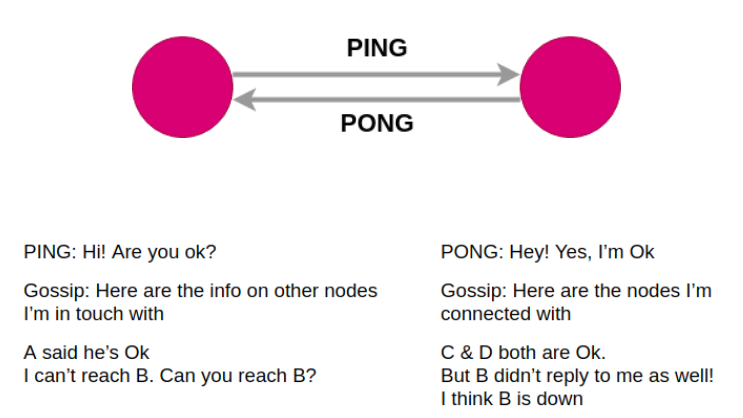 PING
PONG
PING: Hi! Are you ok?
Gossip: Here are the info on other nodes
I'm in touch with
A said he's Ok
I can't reach B. Can you reach B?
PONG: Hey! Yes, I'm Ok
Gossip: Here are the nodes I'm
connected with
C & D both are Ok.
But B didn't reply to me as well!
I think B is down